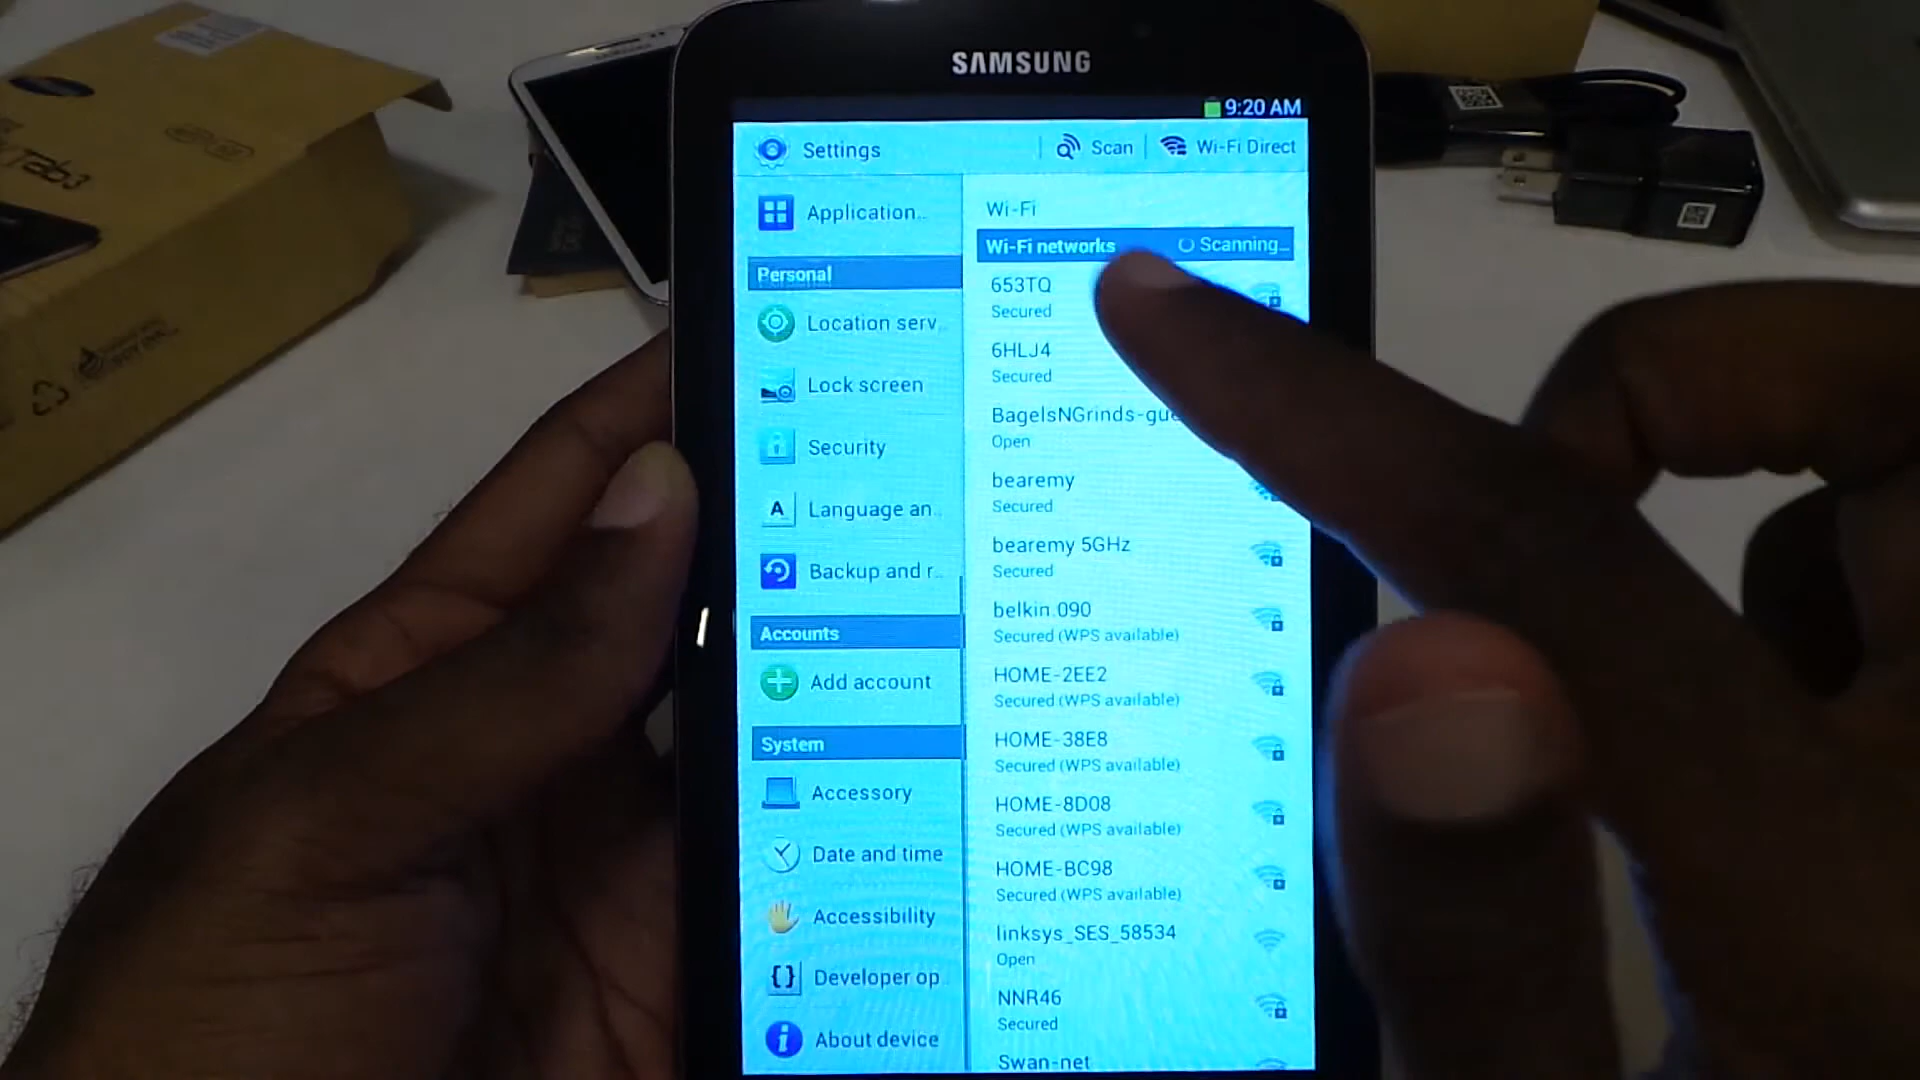 SAMSUNG
9:20 AM
Settings
Scan
Wi-Fi Direct
Application..
Personal
Location serv..
Lock screen
Security
A Language an..
Backup and r..
Accounts
Add account
System
Accessory
Date and time
Accessibility
Developer op..
About device
Wi-Fi
Wi-Fi networks
Scanning...
653TQ
Secured
6HLJ4
Secured
BagelsNGrinds-gue
Open
bearemy
Secured
bearemy 5GHz
Secured
belkin.090
Secured (WPS available)
HOME-2EE2
Secured (WPS available)
HOME-38E8
Secured (WPS available)
HOME-8D08
Secured (WPS available)
HOME-BC98
Secured (WPS available)
linksys_SES_58534
Open
NNR46
Secured
Swan-net
Tab3